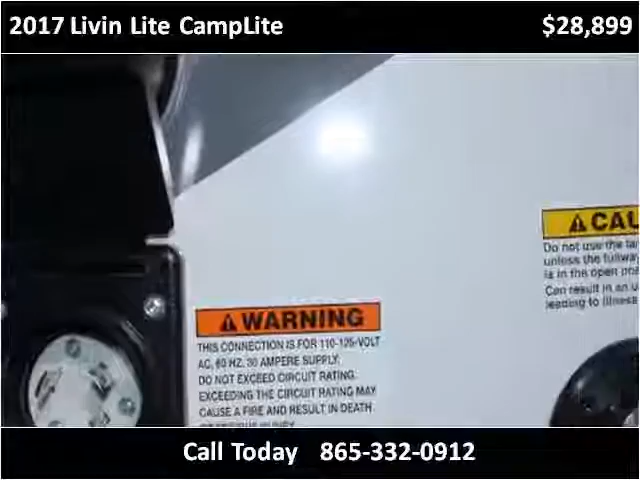 2017 Livin Lite CampLite $28,899
WARNING
THIS CONNECTION IS FOR 110-125-VOLT
AC, 60 HZ, 30 AMPERE SUPPLY.
DO NOT EXCEED CIRCUIT RATING.
EXCEEDING THE CIRCUIT RATING MAY
CAUSE A FIRE AND RESULT IN DEATH
CAU
Do not use the
unless the
is in the open
Can result in an
leading to illness
Call Today 865-332-0912